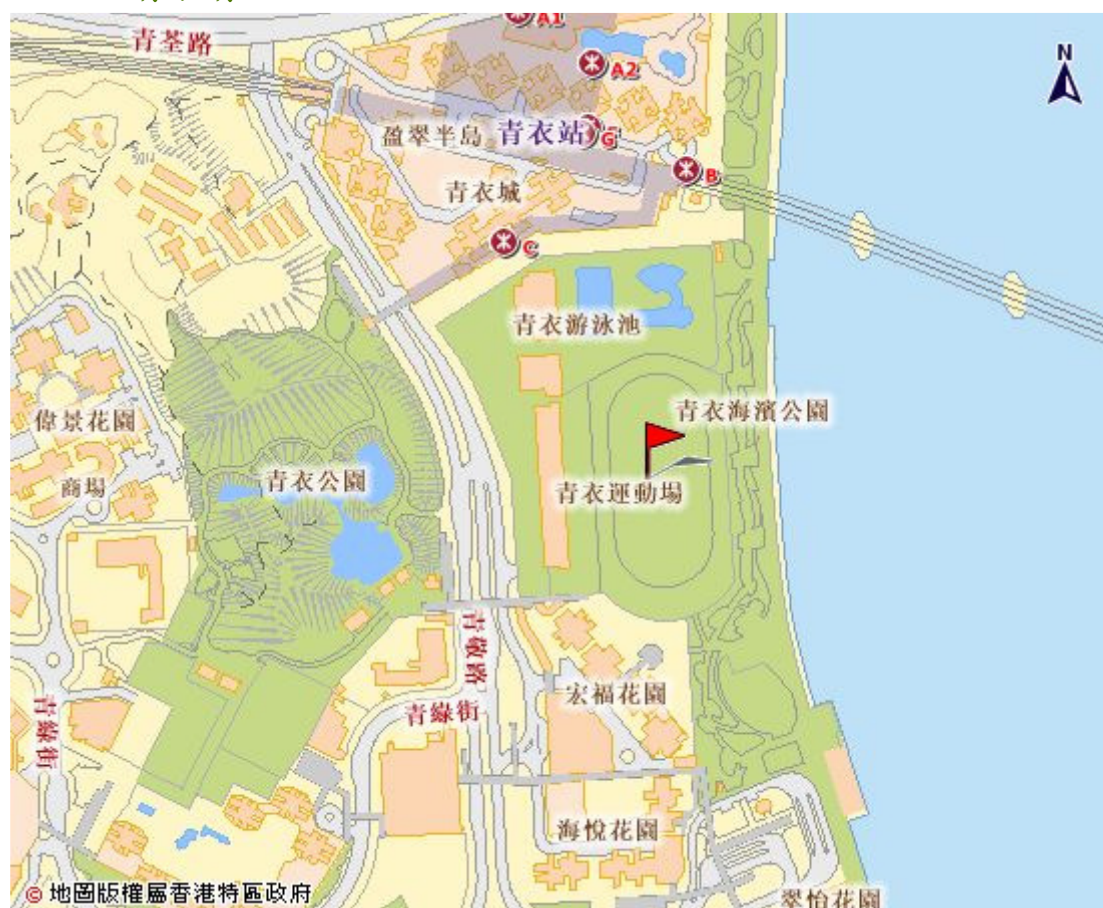 A1
青荃路
A2
N
盈翠半島
青衣站
G
B
青衣城
C
青衣游泳池
青衣海濱公園
偉景花園
青衣公園
商場
青衣運動場
青敬路
宏福花園
青綠街
青綠街
海悅花園
翠怡花園
© 地圖版權屬香港特區政府